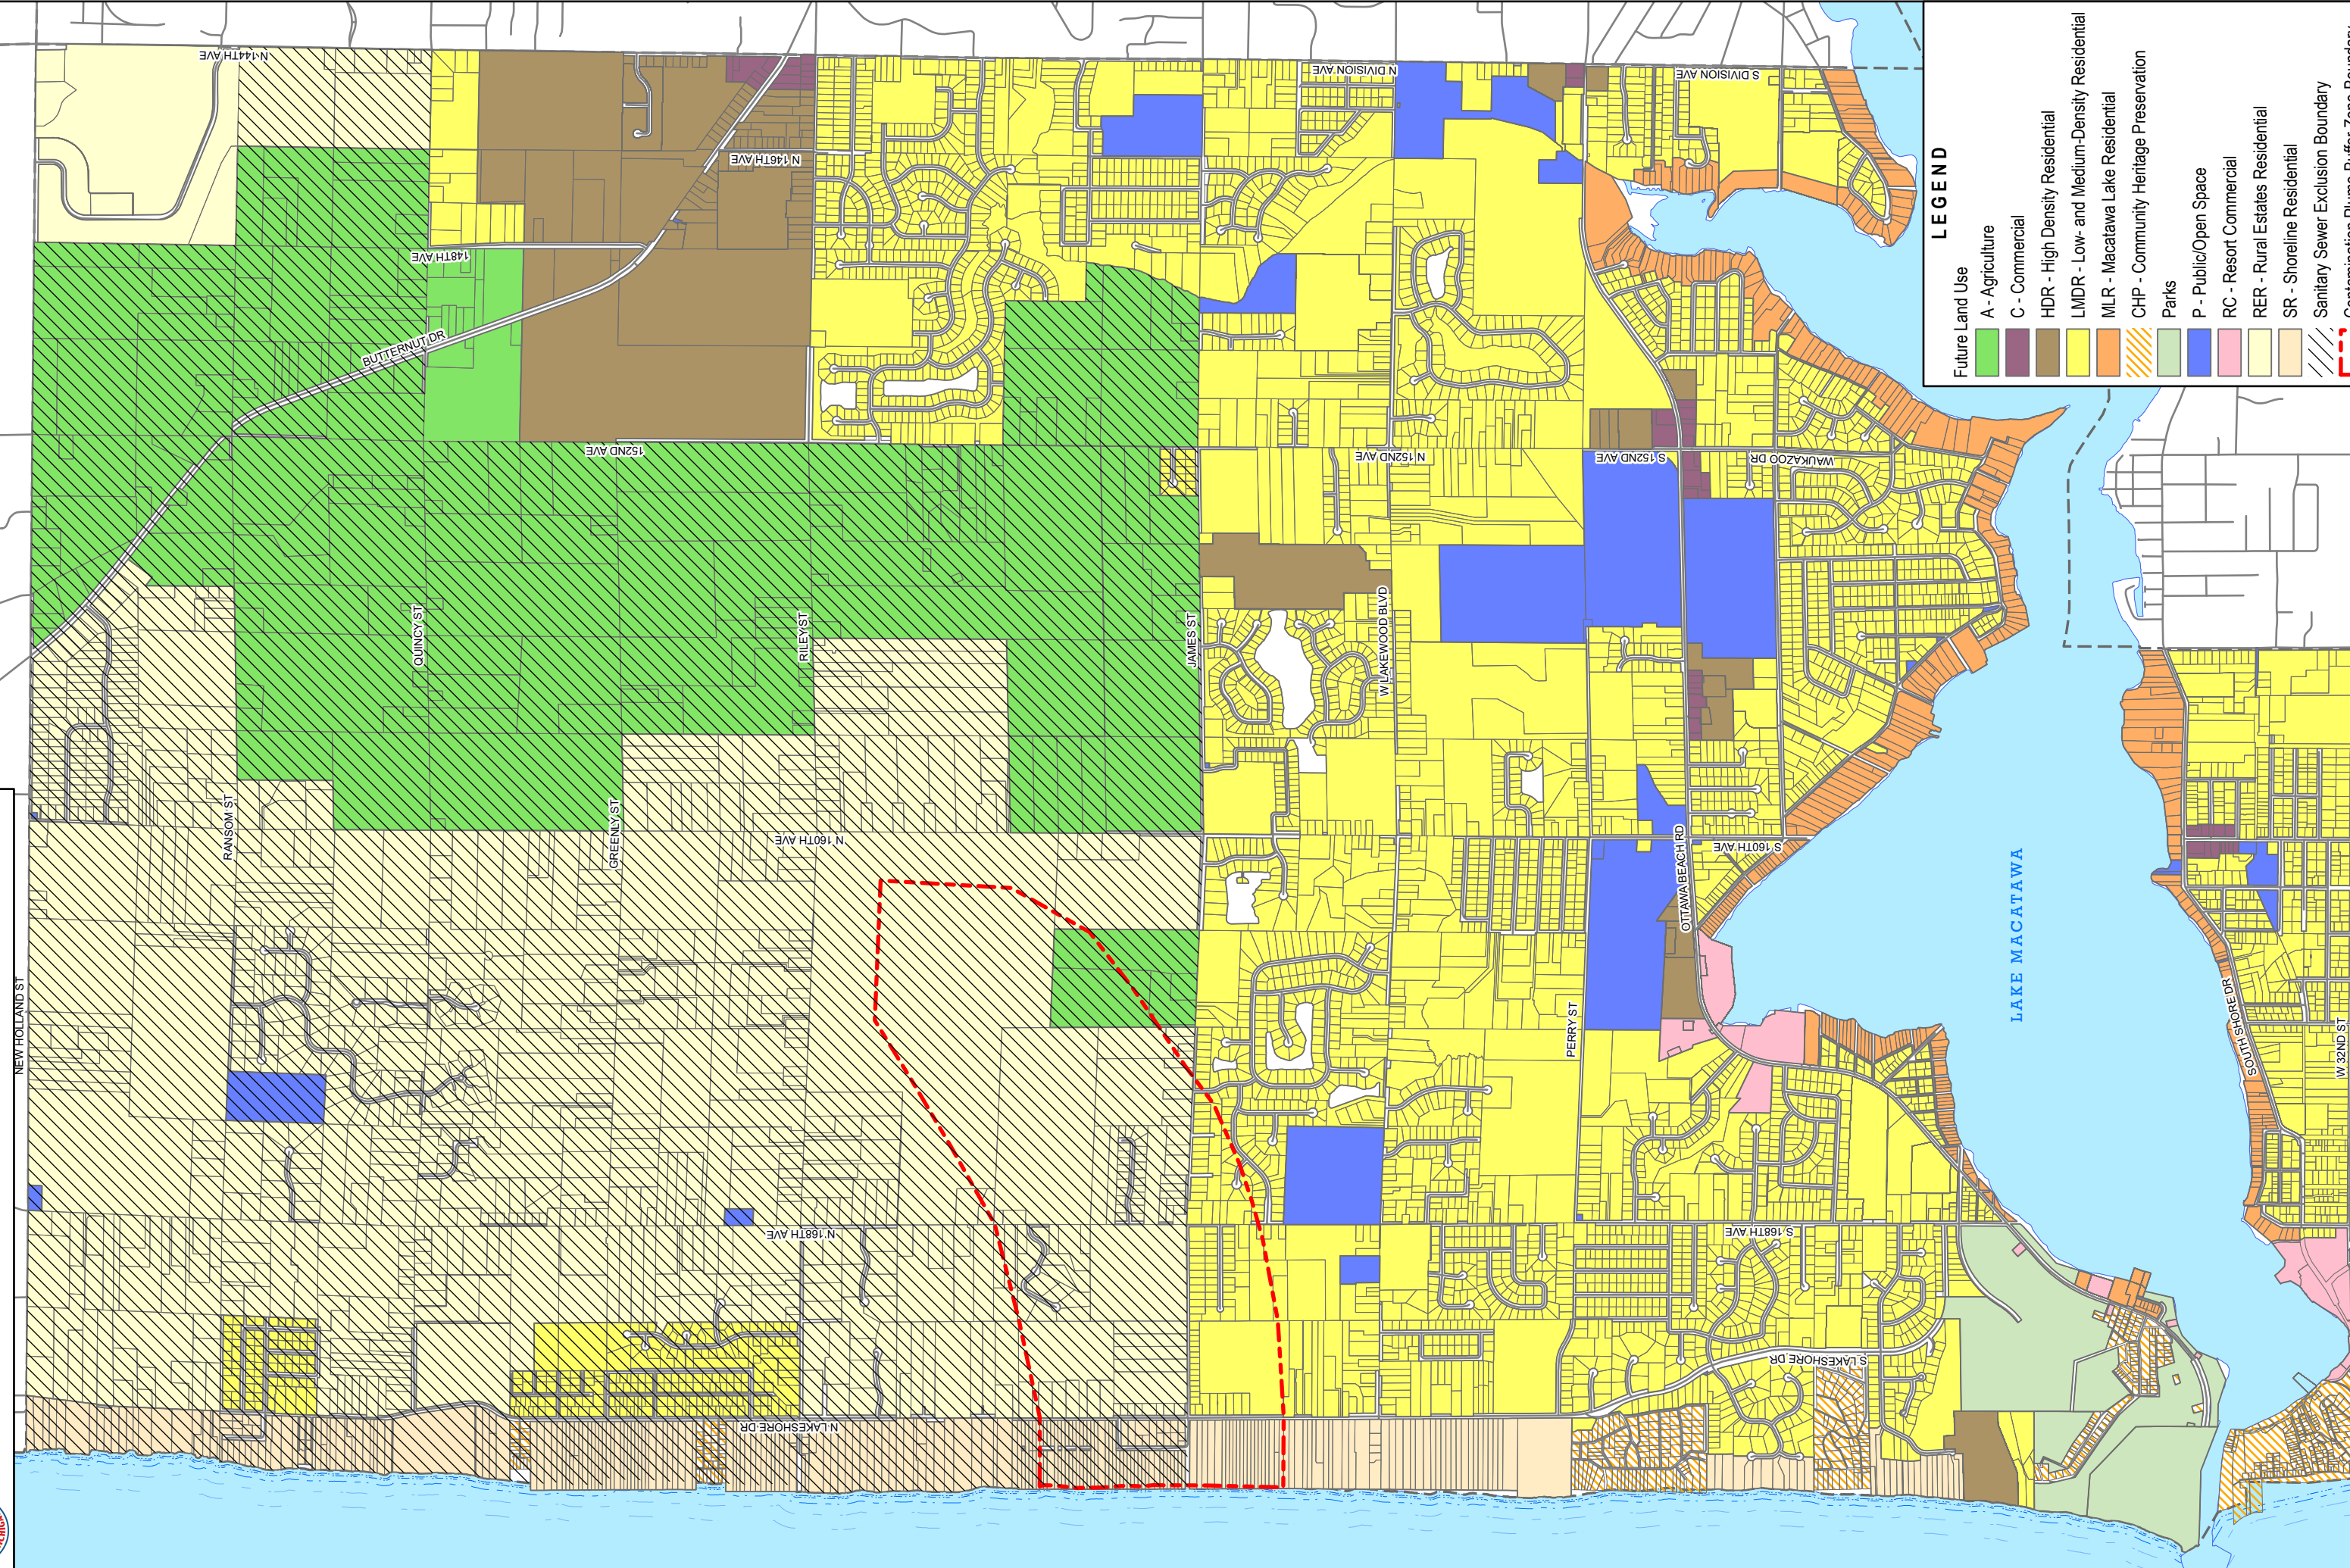 N 144TH AVE
N DIVISION AVE
S DIVISION AVE
N 146TH AVE
148TH AVE
BUTTERNUT DR
152ND AVE
N 152ND AVE
S 152ND AVE
WAUKAZOO DR
QUINCY ST
RILEY ST
JAMES ST
W LAKEWOOD BLVD
RANSOM ST
GREENLY ST
N 160TH AVE
OTTAWA BEACH RD
S 160TH AVE
LAKE MACATAWA
NEW HOLLAND ST
PERRY ST
SOUTH SHORE DR
W 32ND ST
N 168TH AVE
S 168TH AVE
S LAKESHORE DR
N LAKESHORE DR
LEGEND
Future Land Use
A - Agriculture
C - Commercial
HDR - High Density Residential
LMDR - Low- and Medium-Density Residential
MLR - Macatawa Lake Residential
CHP - Community Heritage Preservation
Parks
P - Public/Open Space
RC - Resort Commercial
RER - Rural Estates Residential
SR - Shoreline Residential
Sanitary Sewer Exclusion Boundary
Contamination Plume Buffer Zone Boundary